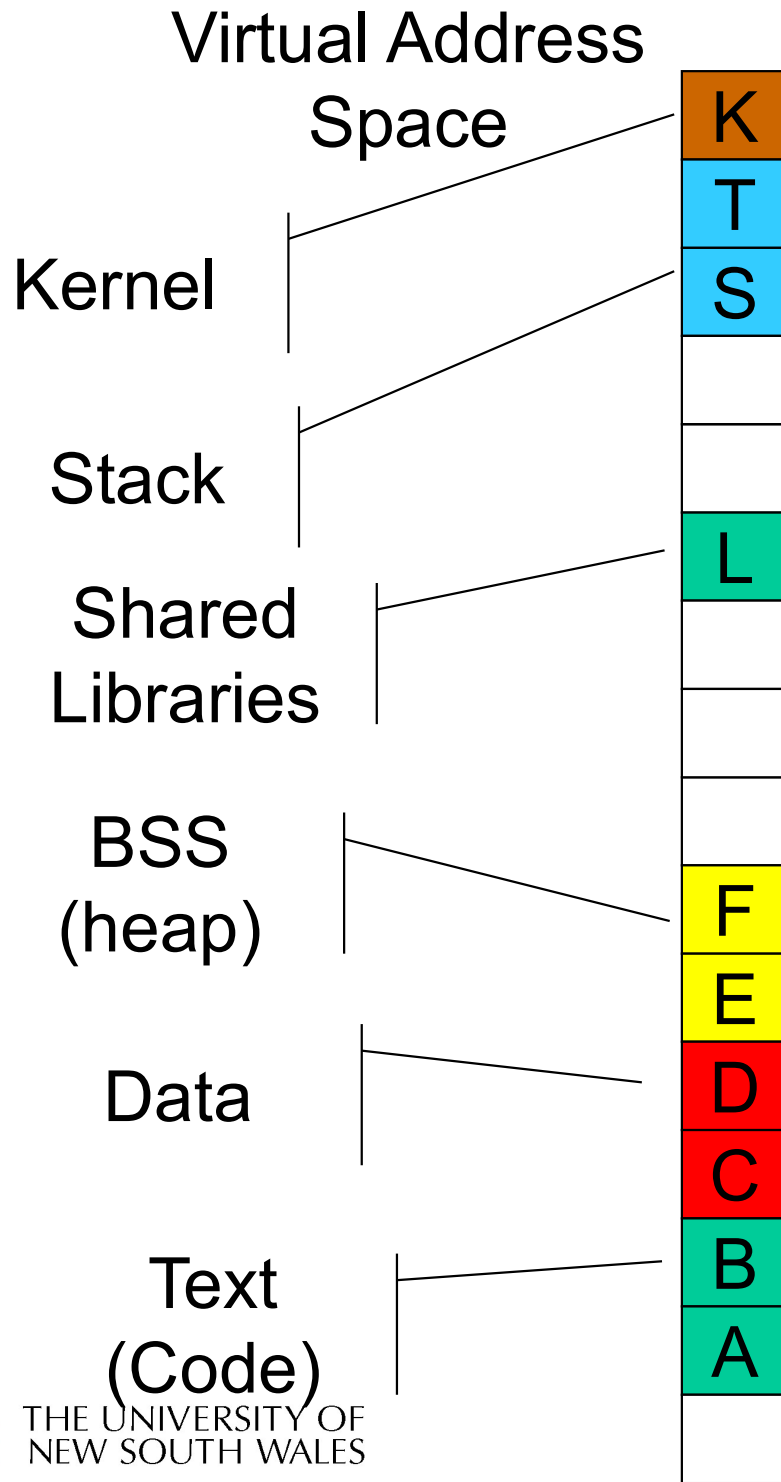 Virtual Address
Space
K
T
S
Kernel
Stack
L
Shared
Libraries
BSS
(heap)
F
E
D
Data
C
B
Text
(Code)
A
THE UNIVERSITY OF
NEW SOUTH WALES